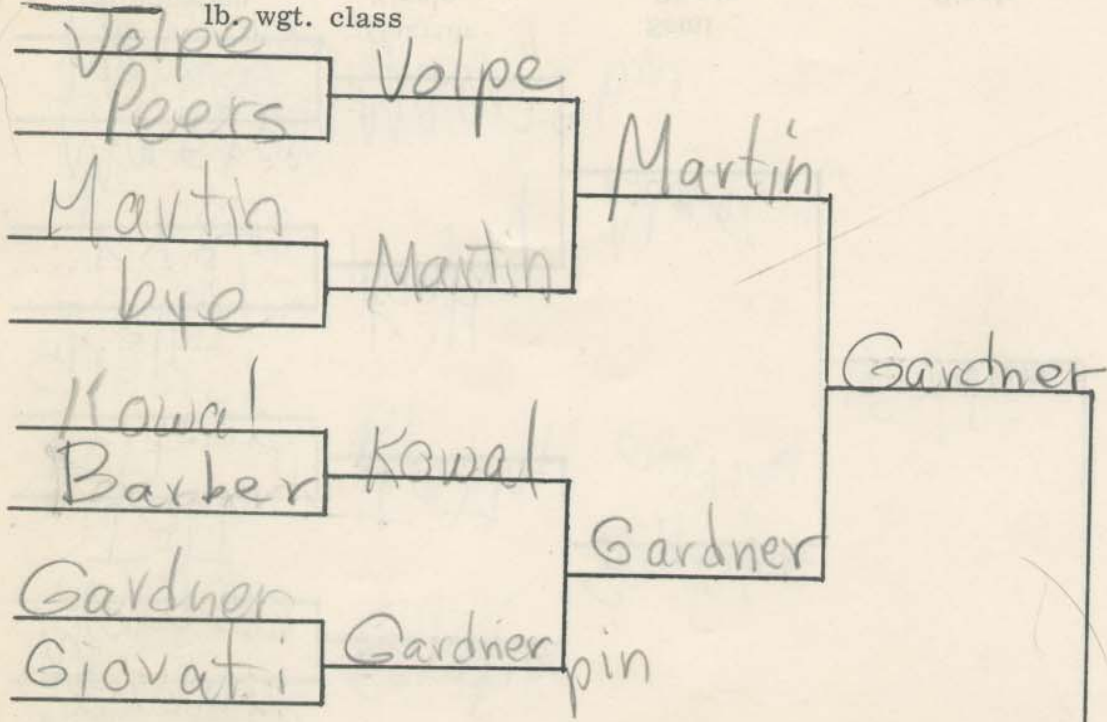 lb. wgt. class
Volpe
Peers
Volpe
Martin
Martin
bye
Martin
Gardner
Kowal
Barber
Kowal
Gardner
Gardner
Giovati
Gardner pin